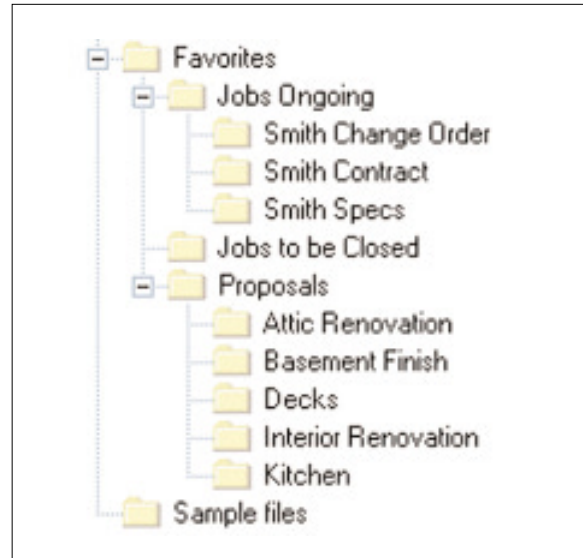 Favorites
Jobs Ongoing
Smith Change Order
Smith Contract
Smith Specs
Jobs to be Closed
Proposals
Attic Renovation
Basement Finish
Decks
Interior Renovation
Kitchen
Sample files